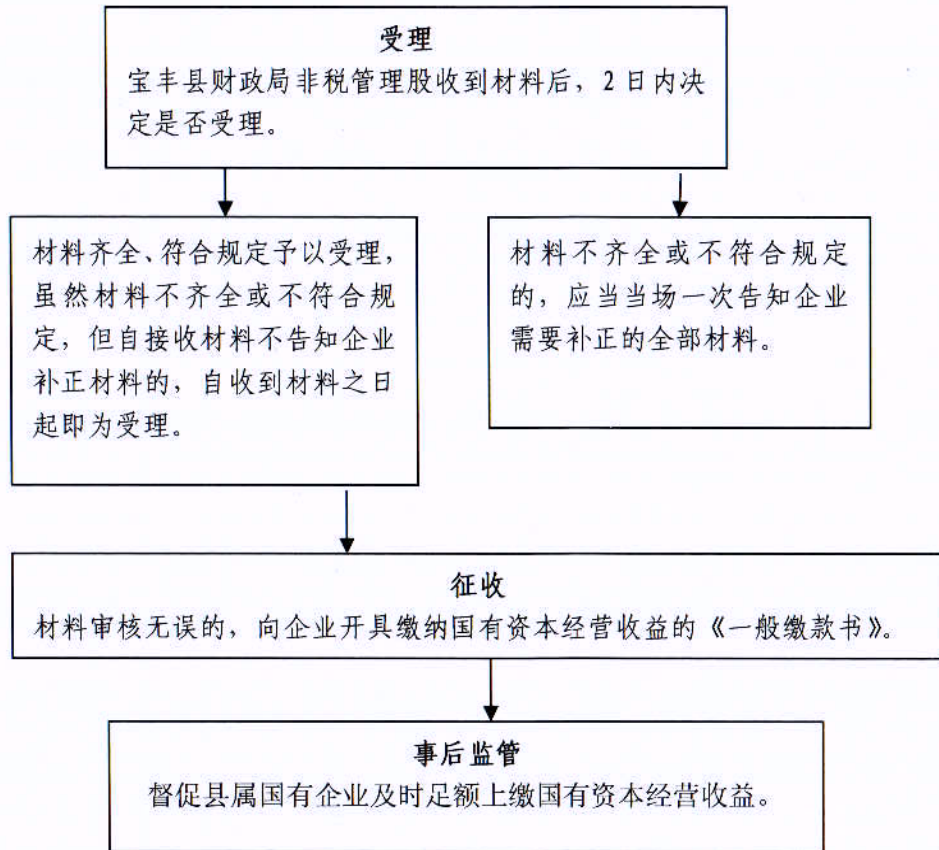 受理
宝丰县财政局非税管理股收到材料后，2日内决
定是否受理。
材料齐全、符合规定予以受理，
虽然材料不齐全或不符合规
定，但自接收材料不告知企业
补正材料的，自收到材料之日
起即为受理。
材料不齐全或不符合规定
的，应当当场一次告知企业
需要补正的全部材料。
征收
材料审核无误的，向企业开具缴纳国有资本经营收益的《一般缴款书》。
事后监管
督促县属国有企业及时足额上缴国有资本经营收益。